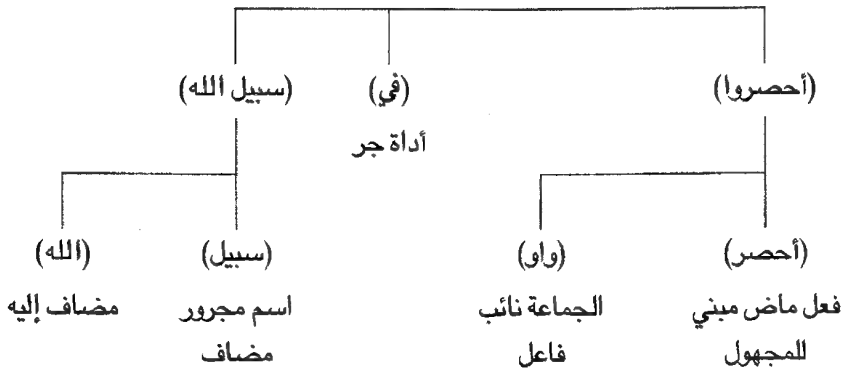 (أحصروا) (في) (سبيل الله)
أداة جر
(أحصر) (واو) (سبيل) (الله)
فعل ماض مبني الجماعة نائب اسم مجرور مضاف إليه
للمجهول فاعل مضاف